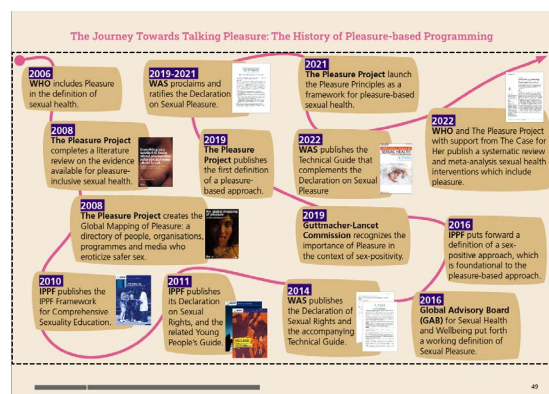 The Journey Towards Talking Pleasure: The History of Pleasure-based Programming
2006
WHO includes Pleasure
in the definition of
sexual health.
2008
The Pleasure Project
completes a literature
review on the evidence
available for pleasure-
inclusive sexual health.
2008
The Pleasure Project creates the
Global Mapping of Pleasure: a
directory of people, organisations,
programmes and media who
eroticize safer sex.
2010
IPPF publishes the
IPPF Framework
for Comprehensive
Sexuality Education.
2011
IPPF publishes
its Declaration
on Sexual
Rights, and the
related Young
People's Guide.
2014
WAS publishes
the Declaration of
Sexual Rights and
the accompanying
Technical Guide.
2016
Global Advisory Board
(GAB) for Sexual Health
and Wellbeing put forth
a working definition of
Sexual Pleasure.
2016
IPPF puts forward a
definition of a sex-
positive approach, which
is foundational to the
pleasure-based approach.
2019
Guttmacher-Lancet
Commission recognizes the
importance of Pleasure in
the context of sex-positivity.
2019
The Pleasure
Project publishes
the first definition
of a pleasure-
based approach.
2019-2021
WAS proclaims and
ratifies the Declaration
on Sexual Pleasure.
2021
The Pleasure Project launch
the Pleasure Principles as a
framework for pleasure-based
sexual health.
2022
WAS publishes the
Technical Guide that
complements the
Declaration on Sexual
Pleasure
2022
WHO and The Pleasure Project
with support from The Case for
Her publish a systematic review
and meta-analysis sexual health
interventions which include
pleasure.
49